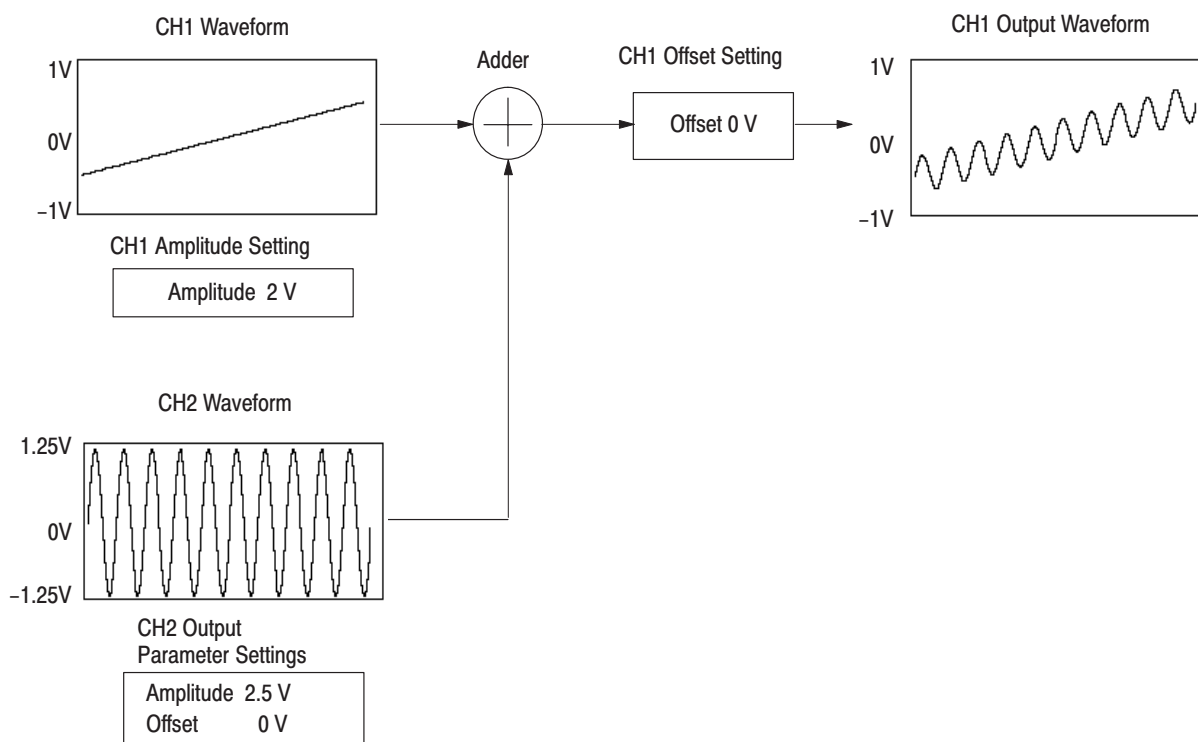 CH1 Waveform
1V
0V
–1V
CH1 Amplitude Setting
Amplitude 2 V
Adder
CH1 Offset Setting
Offset 0 V
CH1 Output Waveform
1V
0V
–1V
CH2 Waveform
1.25V
0V
–1.25V
CH2 Output
Parameter Settings
Amplitude 2.5 V
Offset 0 V